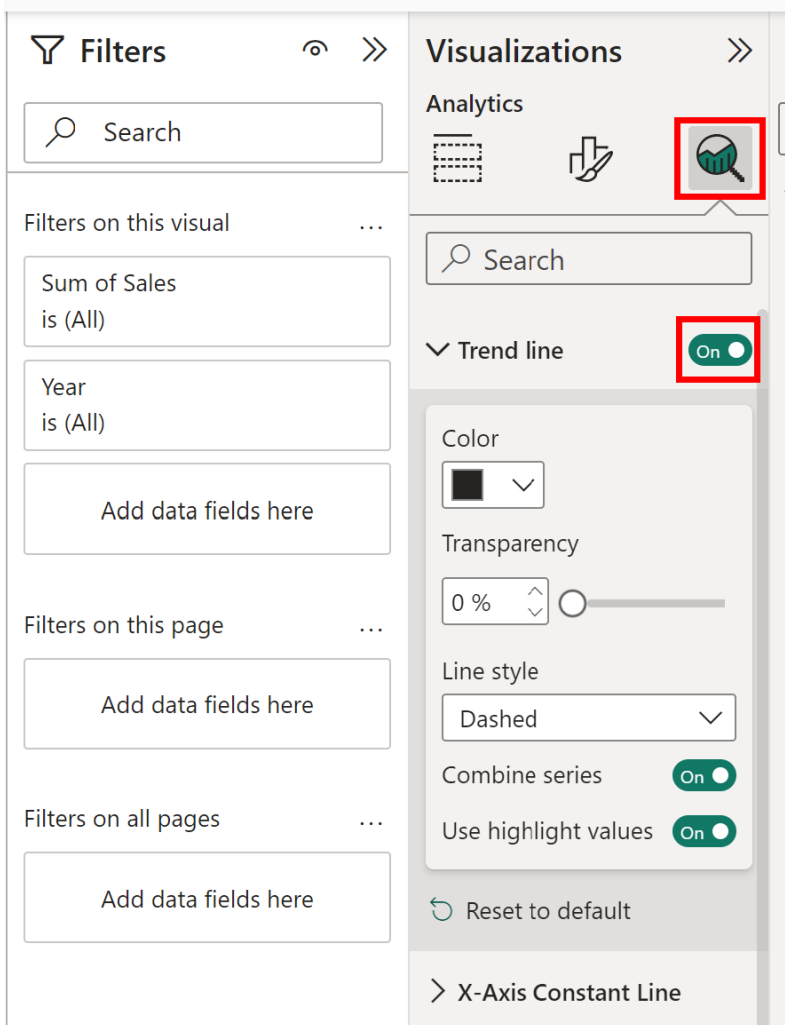 Filters
Search
Filters on this visual
...
Sum of Sales
is (All)
Year
is (All)
Add data fields here
Filters on this page
...
Add data fields here
Filters on all pages
...
Add data fields here
Visualizations
Analytics
Search
Trend line
On
Color
Transparency
0 %
Line style
Dashed
Combine series
On
Use highlight values
On
Reset to default
X-Axis Constant Line